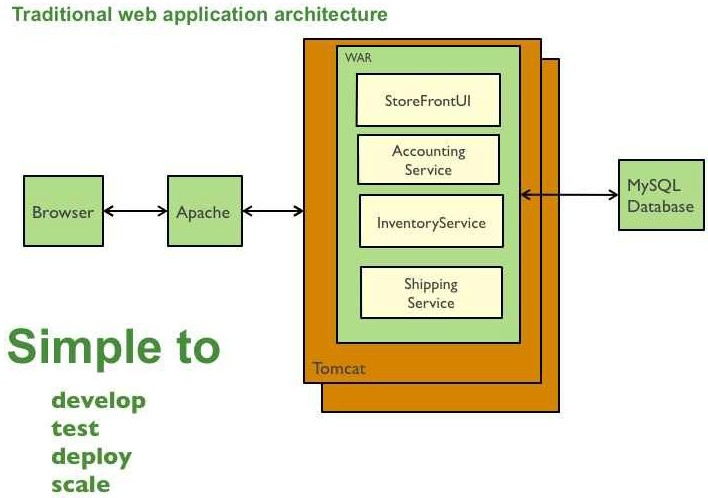 Traditional web application architecture
WAR
StoreFrontUI
Accounting
Service
InventoryService
Shipping
Service
Tomcat
Browser
Apache
MySQL
Database
Simple to
develop
test
deploy
scale